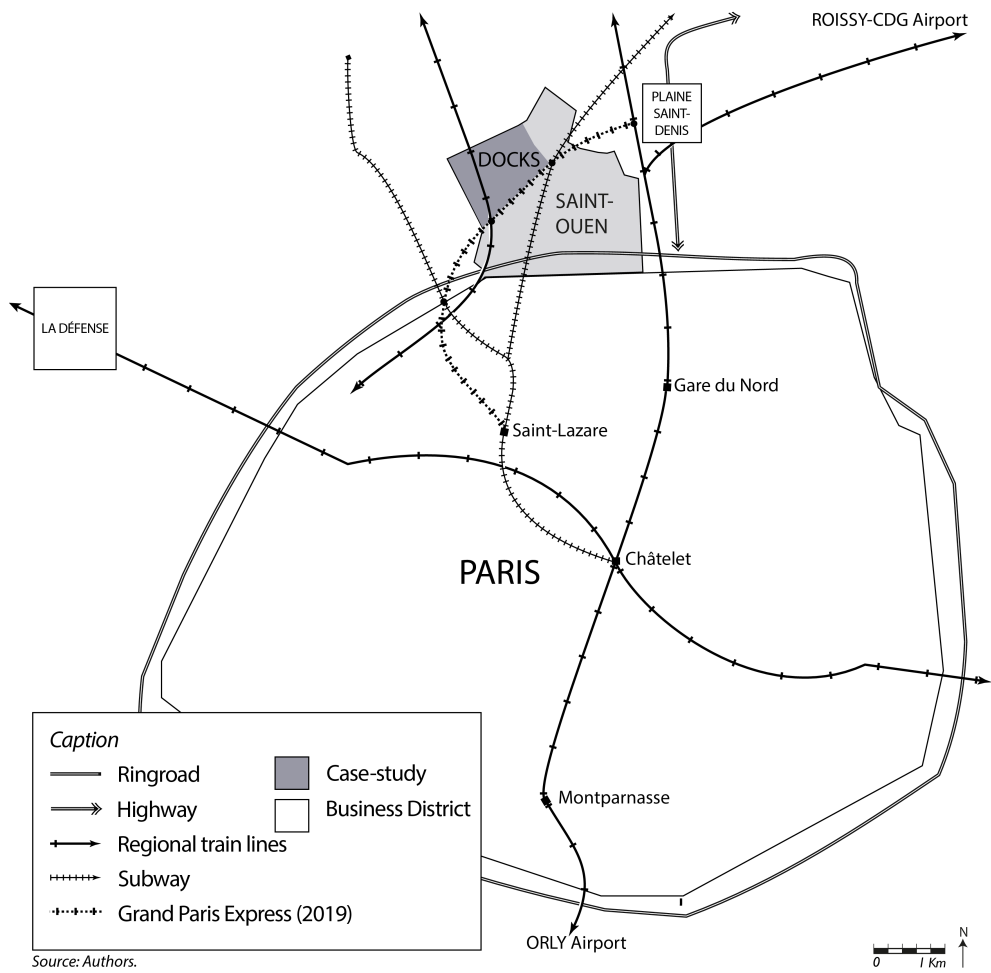 ROISSY-CDG Airport
PLAINE
SAINT-
DENIS
DOCKS
SAINT-
OUEN
LA DÉFENSE
Gare du Nord
Saint-Lazare
Châtelet
PARIS
Montparnasse
ORLY Airport
Caption
Ringroad
Highway
Regional train lines
Subway
Grand Paris Express (2019)
Case-study
Business District
Source: Authors.
N
0 1 Km